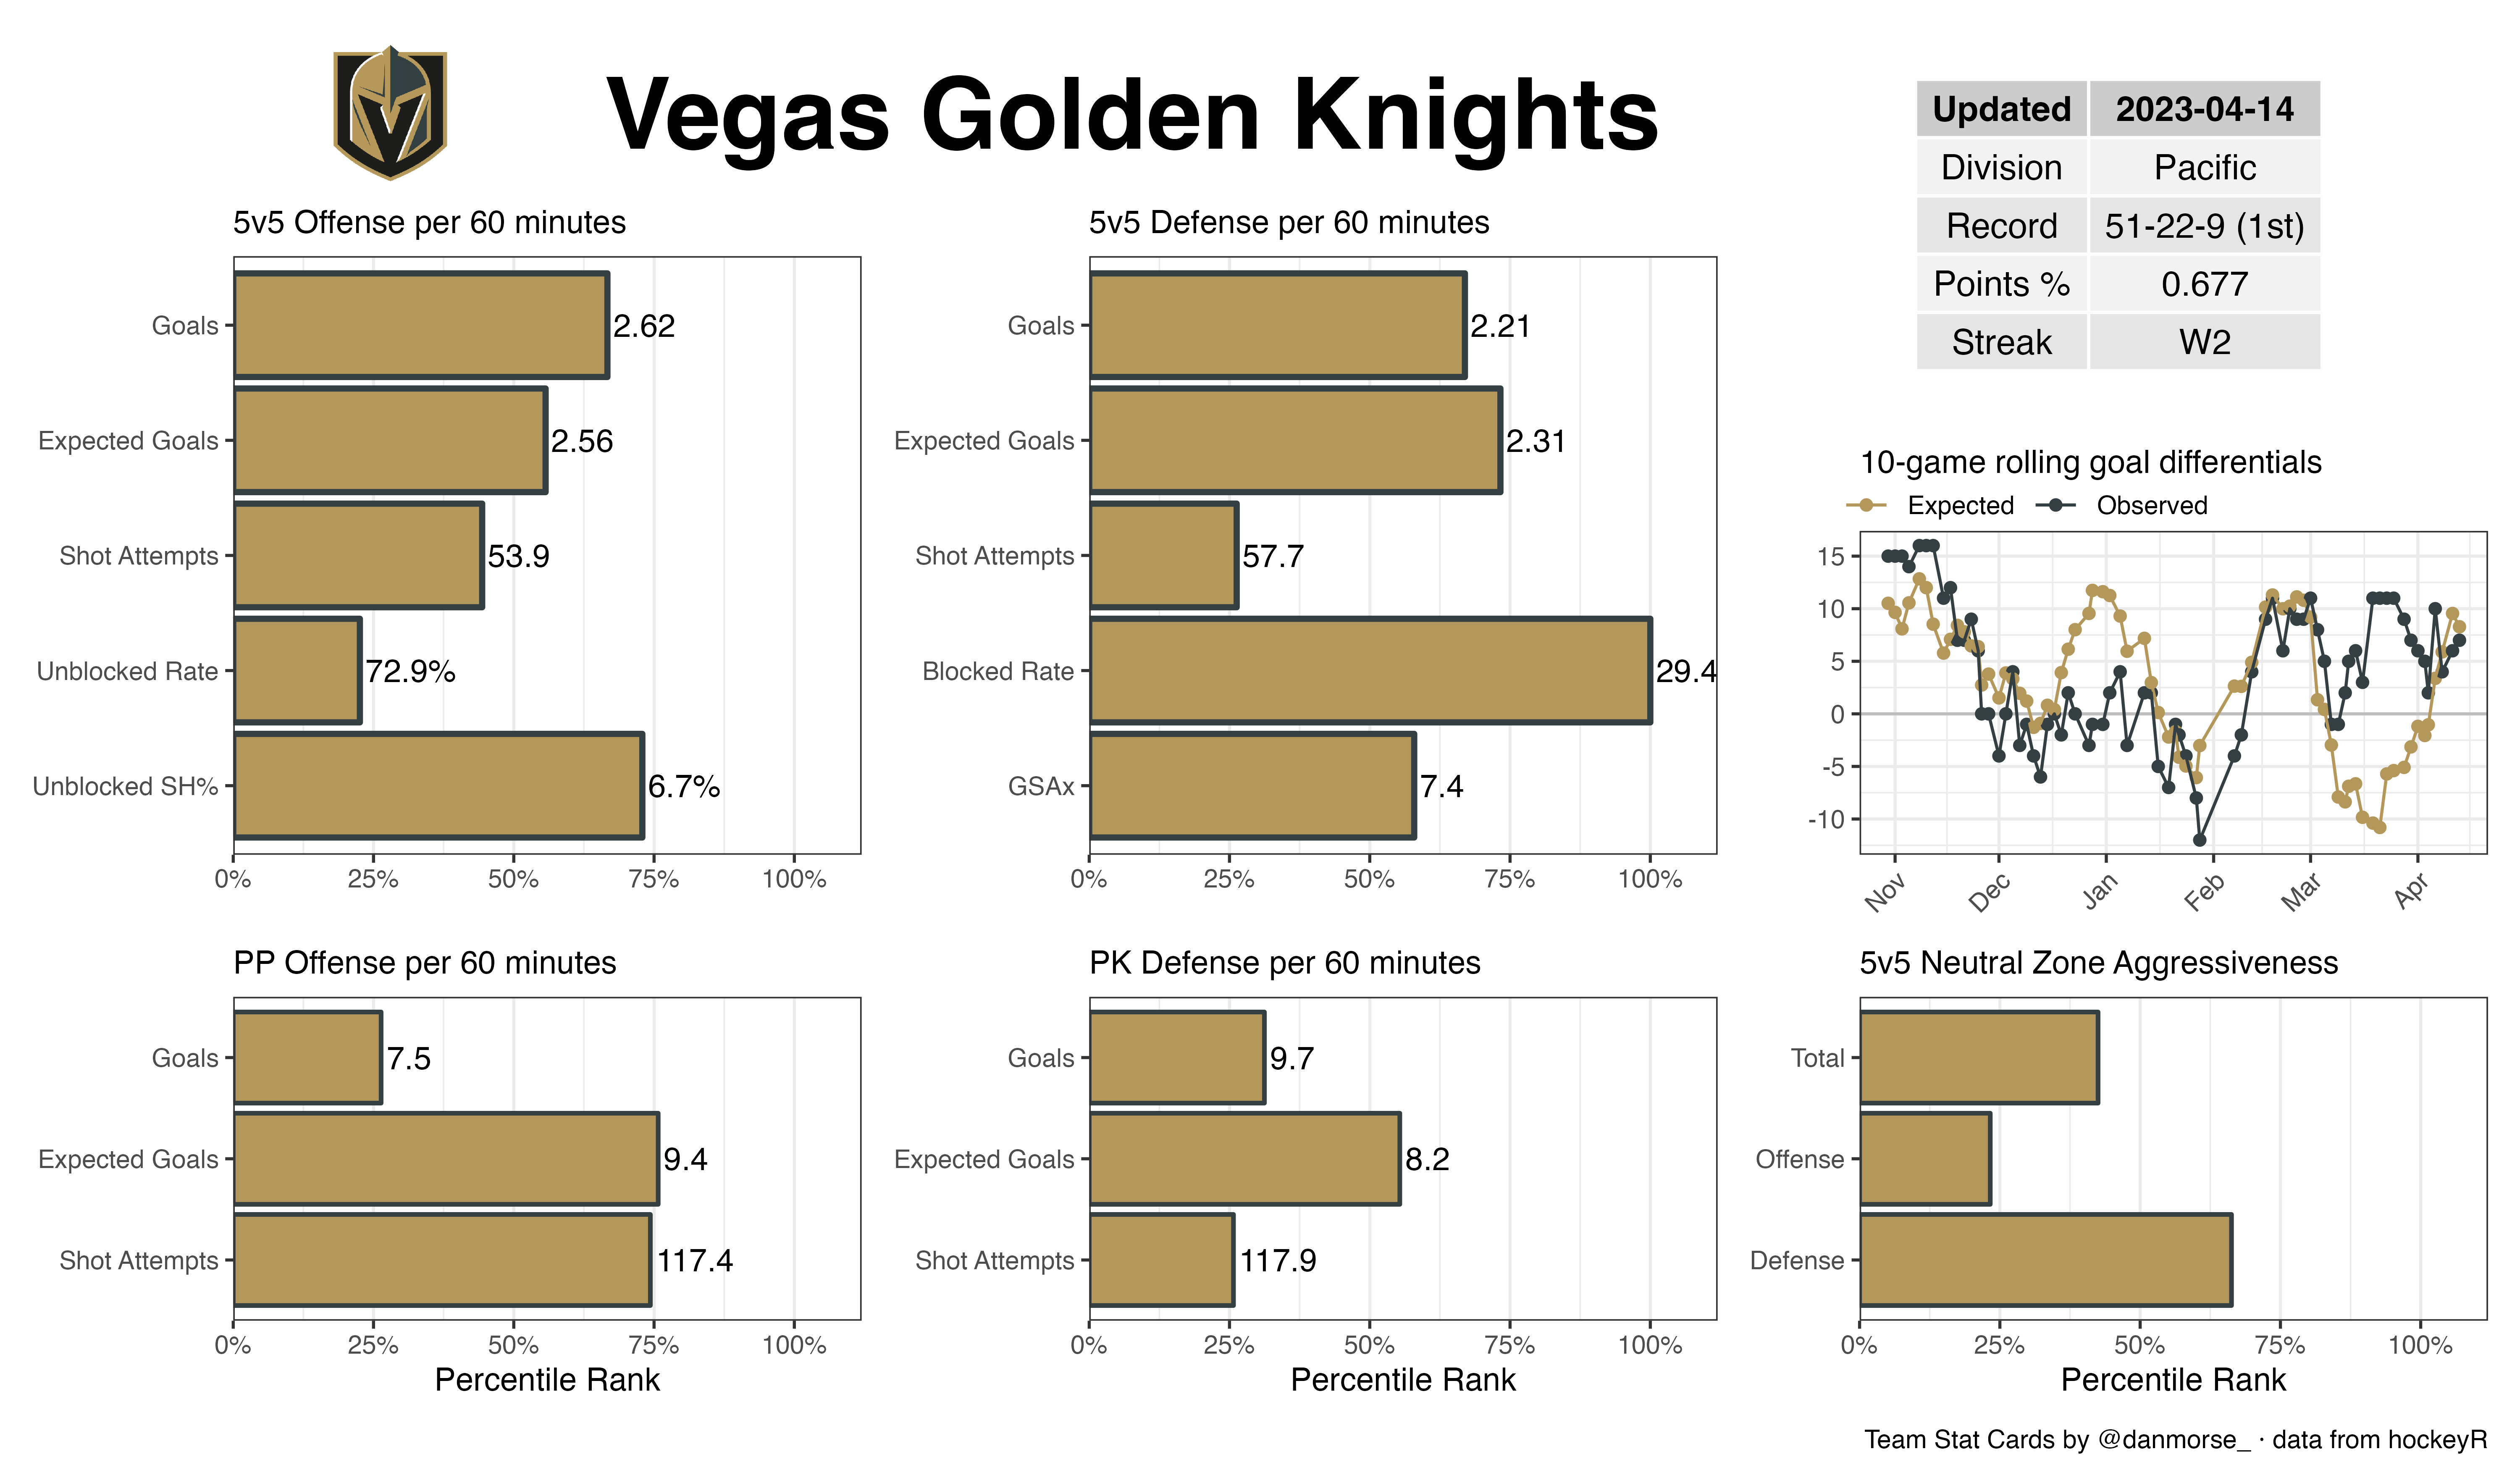 Vegas Golden Knights
Updated 2023-04-14
Division Pacific
Record 51-22-9 (1st)
Points % 0.677
Streak W2
5v5 Offense per 60 minutes
Goals 2.62
Expected Goals 2.56
Shot Attempts 53.9
Unblocked Rate 72.9%
Unblocked SH% 6.7%
0% 25% 50% 75% 100%
5v5 Defense per 60 minutes
Goals 2.21
Expected Goals 2.31
Shot Attempts 57.7
Blocked Rate 29.4
GSAx 7.4
0% 25% 50% 75% 100%
10-game rolling goal differentials
Expected Observed
15
10
5
0
-5
-10
Nov Dec Jan Feb Mar Apr
PP Offense per 60 minutes
Goals 7.5
Expected Goals 9.4
Shot Attempts 117.4
0% 25% 50% 75% 100%
Percentile Rank
PK Defense per 60 minutes
Goals 9.7
Expected Goals 8.2
Shot Attempts 117.9
0% 25% 50% 75% 100%
Percentile Rank
5v5 Neutral Zone Aggressiveness
Total
Offense
Defense
0% 25% 50% 75% 100%
Percentile Rank
Team Stat Cards by @danmorse_ · data from hockeyR